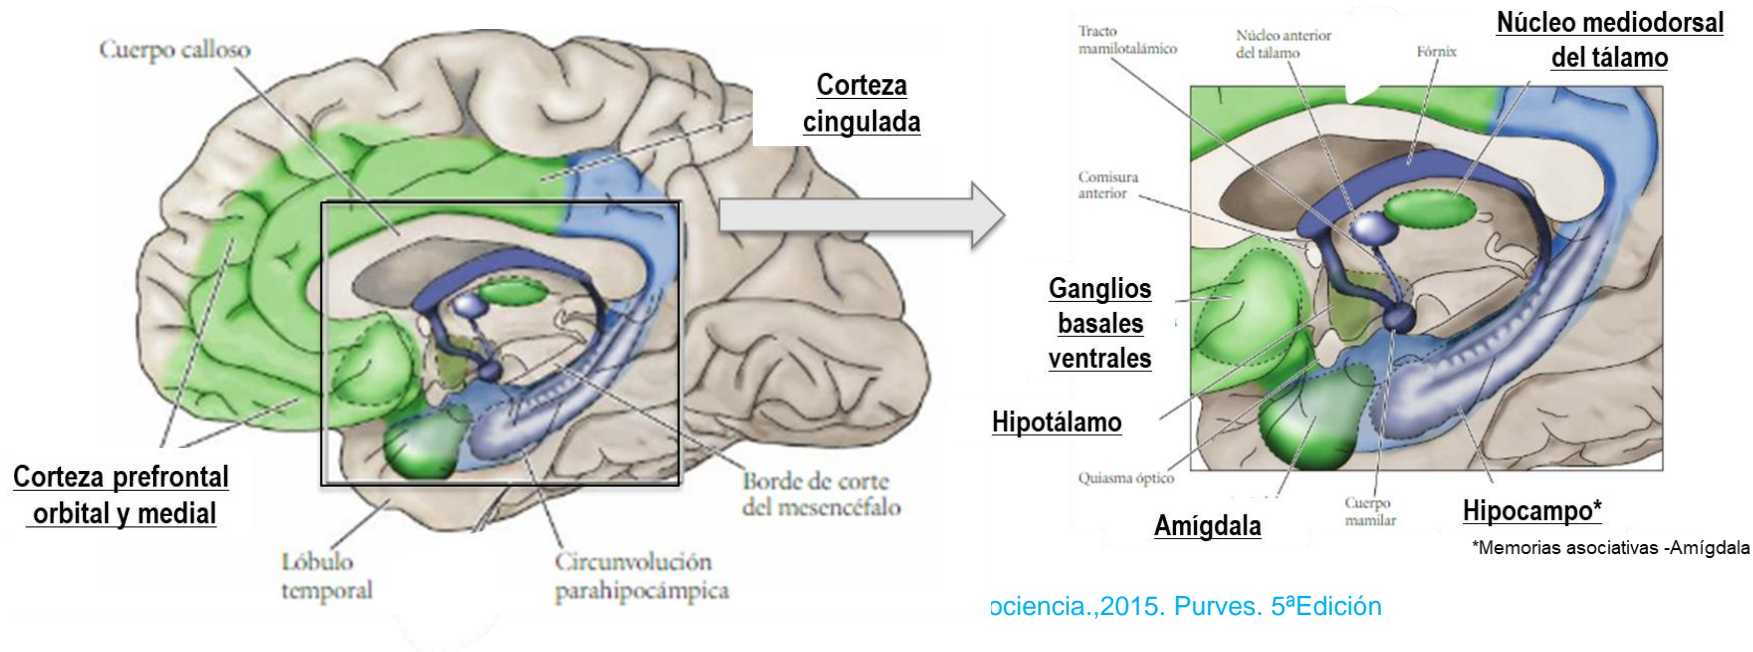 Cuerpo calloso
Corteza
cingulada
Corteza prefrontal
orbital y medial
Lóbulo
temporal
Circunvolución
parahipocámpica
Borde de corte
del mesencéfalo
Tracto
mamilotalámico
Núcleo anterior
del tálamo
Fórnix
Núcleo mediodorsal
del tálamo
Comisura
anterior
Ganglios
basales
ventrales
Hipotálamo
Quiasma óptico
Amígdala
Cuerpo
mamilar
Hipocampo*
*Memorias asociativas -Amígdala
ociencia.,2015. Purves. 5ªEdición